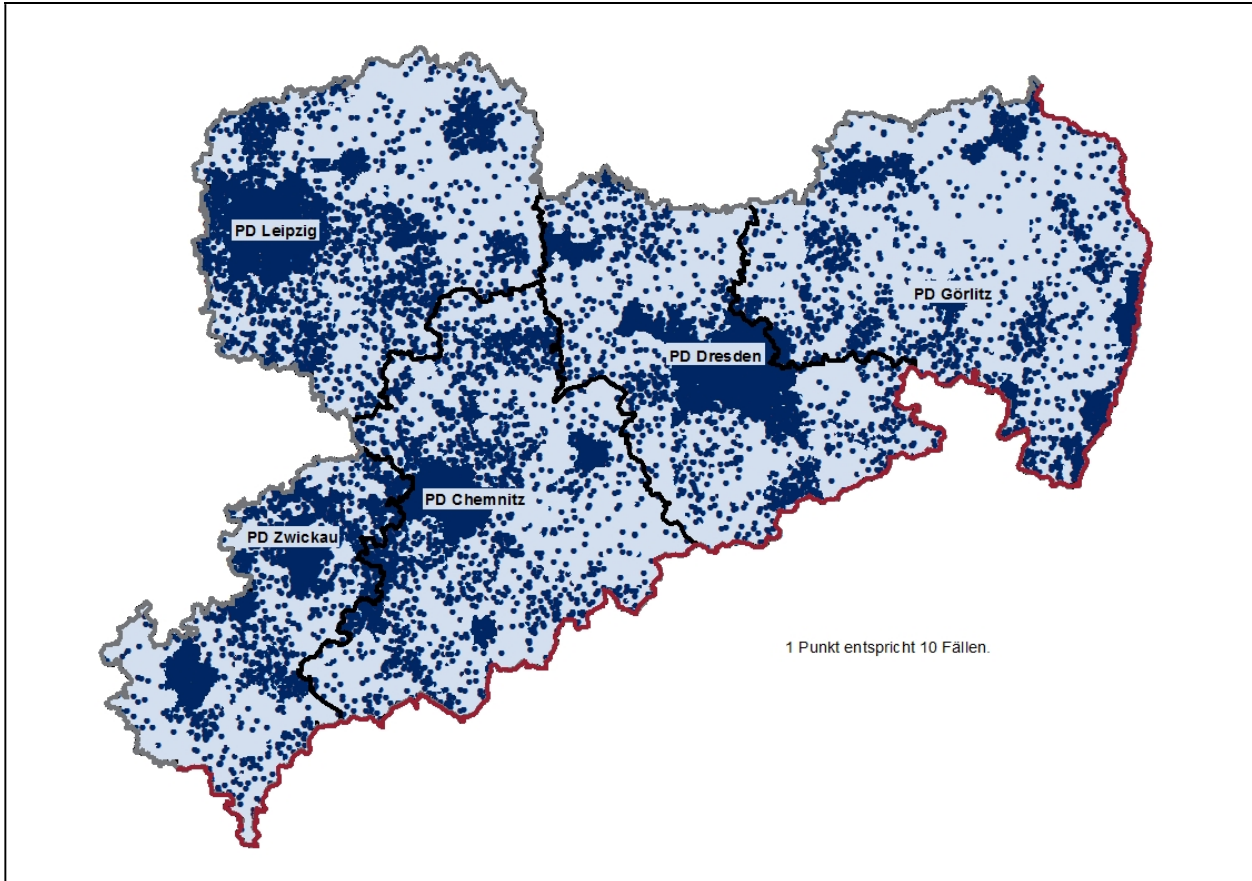 PD Leipzig
PD Görlitz
PD Dresden
PD Chemnitz
PD Zwickau
1 Punkt entspricht 10 Fällen.